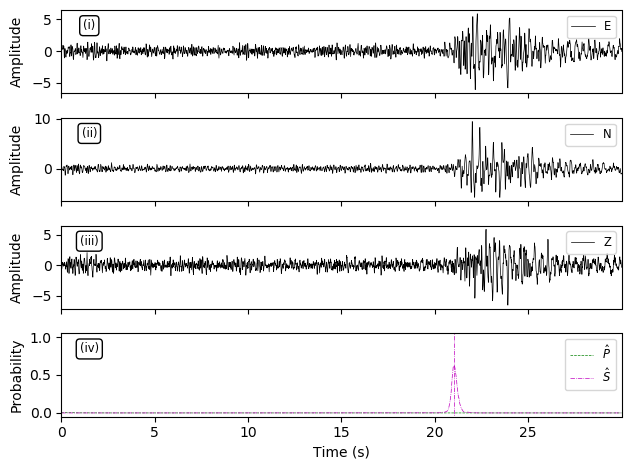 (i)
E
Amplitude
5
0
−5
(ii)
N
Amplitude
10
0
(iii)
Z
Amplitude
5
0
−5
(iv)
P̂
Ŝ
Probability
1.0
0.5
0.0
0 5 10 15 20 25
Time (s)